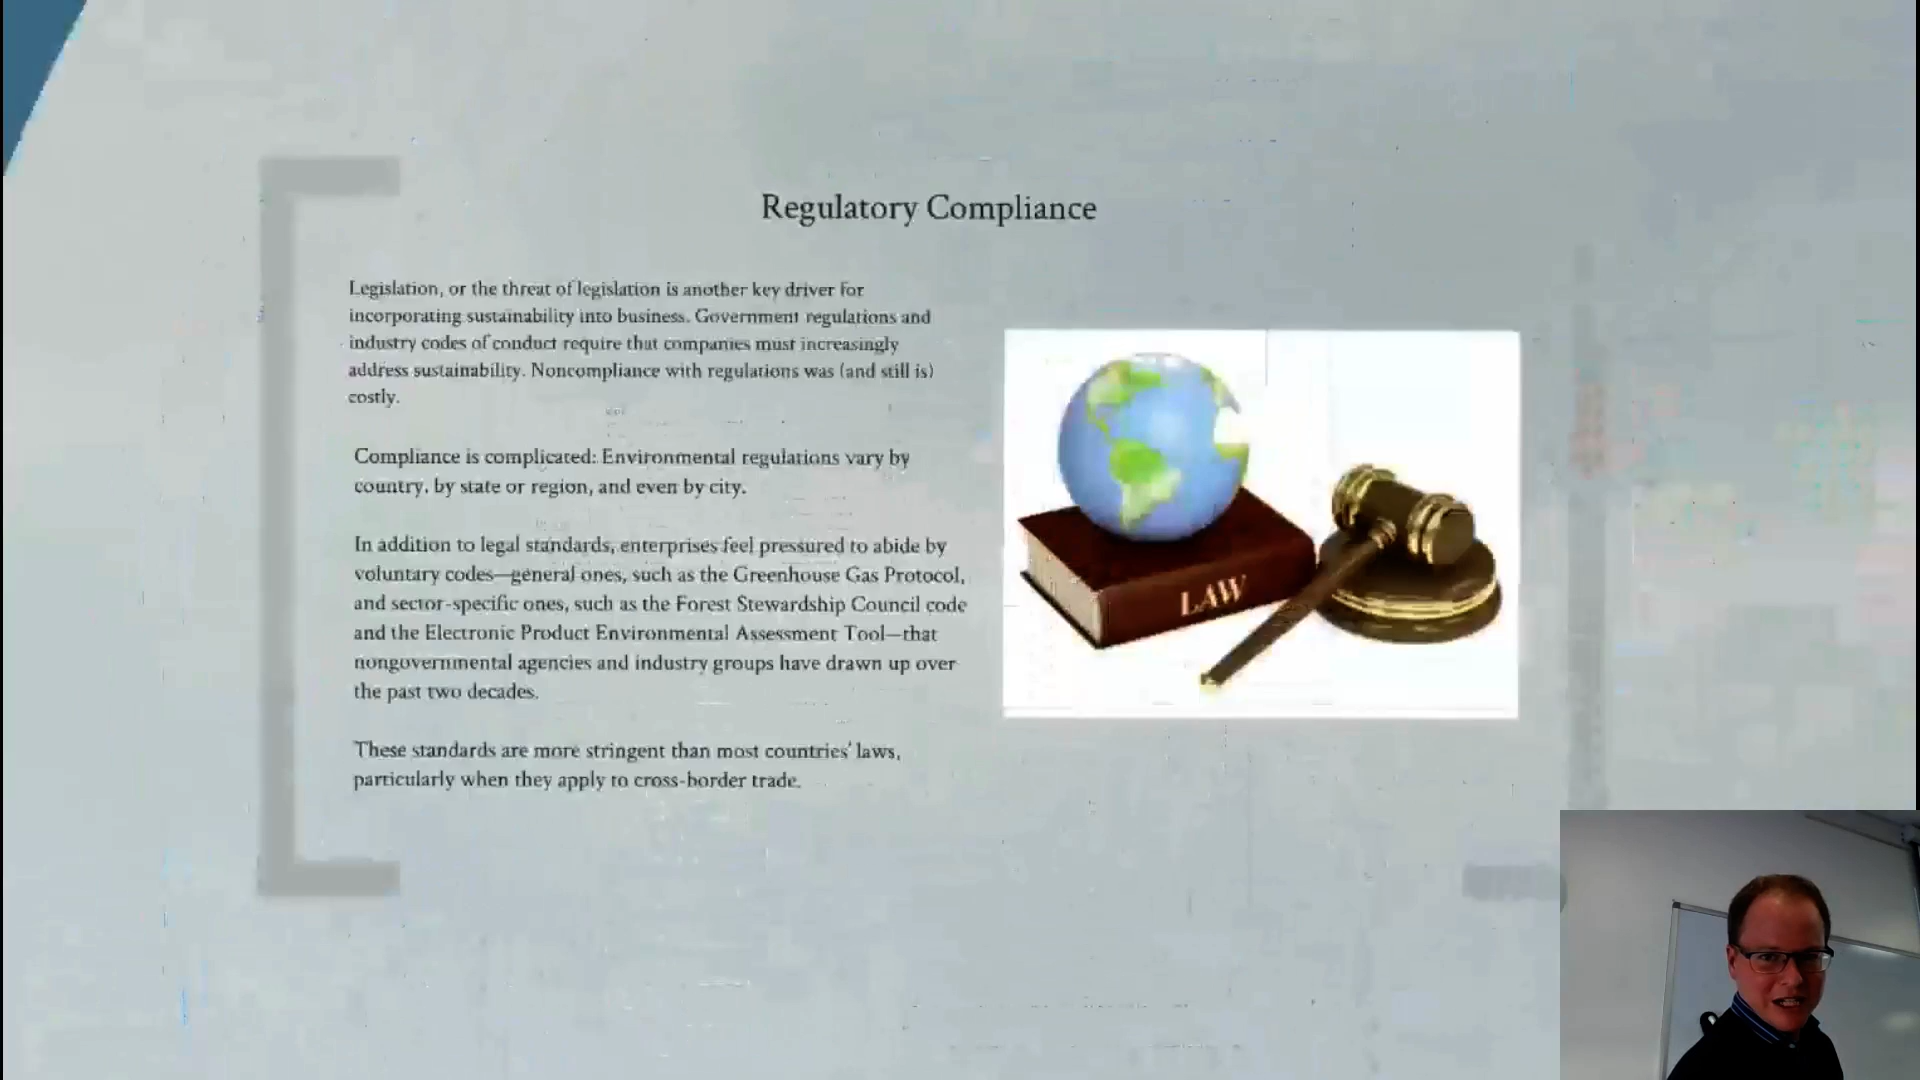 Regulatory Compliance
Legislation, or the threat of legislation is another key driver for
incorporating sustainability into business. Government regulations and
industry codes of conduct require that companies must increasingly
address sustainability. Noncompliance with regulations was (and still is)
costly.
Compliance is complicated: Environmental regulations vary by
country, by state or region, and even by city.
In addition to legal standards, enterprises feel pressured to abide by
voluntary codes—general ones, such as the Greenhouse Gas Protocol,
and sector-specific ones, such as the Forest Stewardship Council code
and the Electronic Product Environmental Assessment Tool—that
nongovernmental agencies and industry groups have drawn up over
the past two decades.
These standards are more stringent than most countries' laws,
particularly when they apply to cross-border trade.
LAW